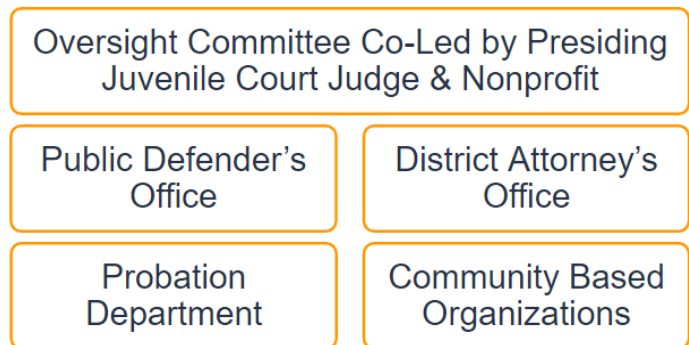 Oversight Committee Co-Led by Presiding
Juvenile Court Judge & Nonprofit
Public Defender’s
Office
District Attorney’s
Office
Probation
Department
Community Based
Organizations